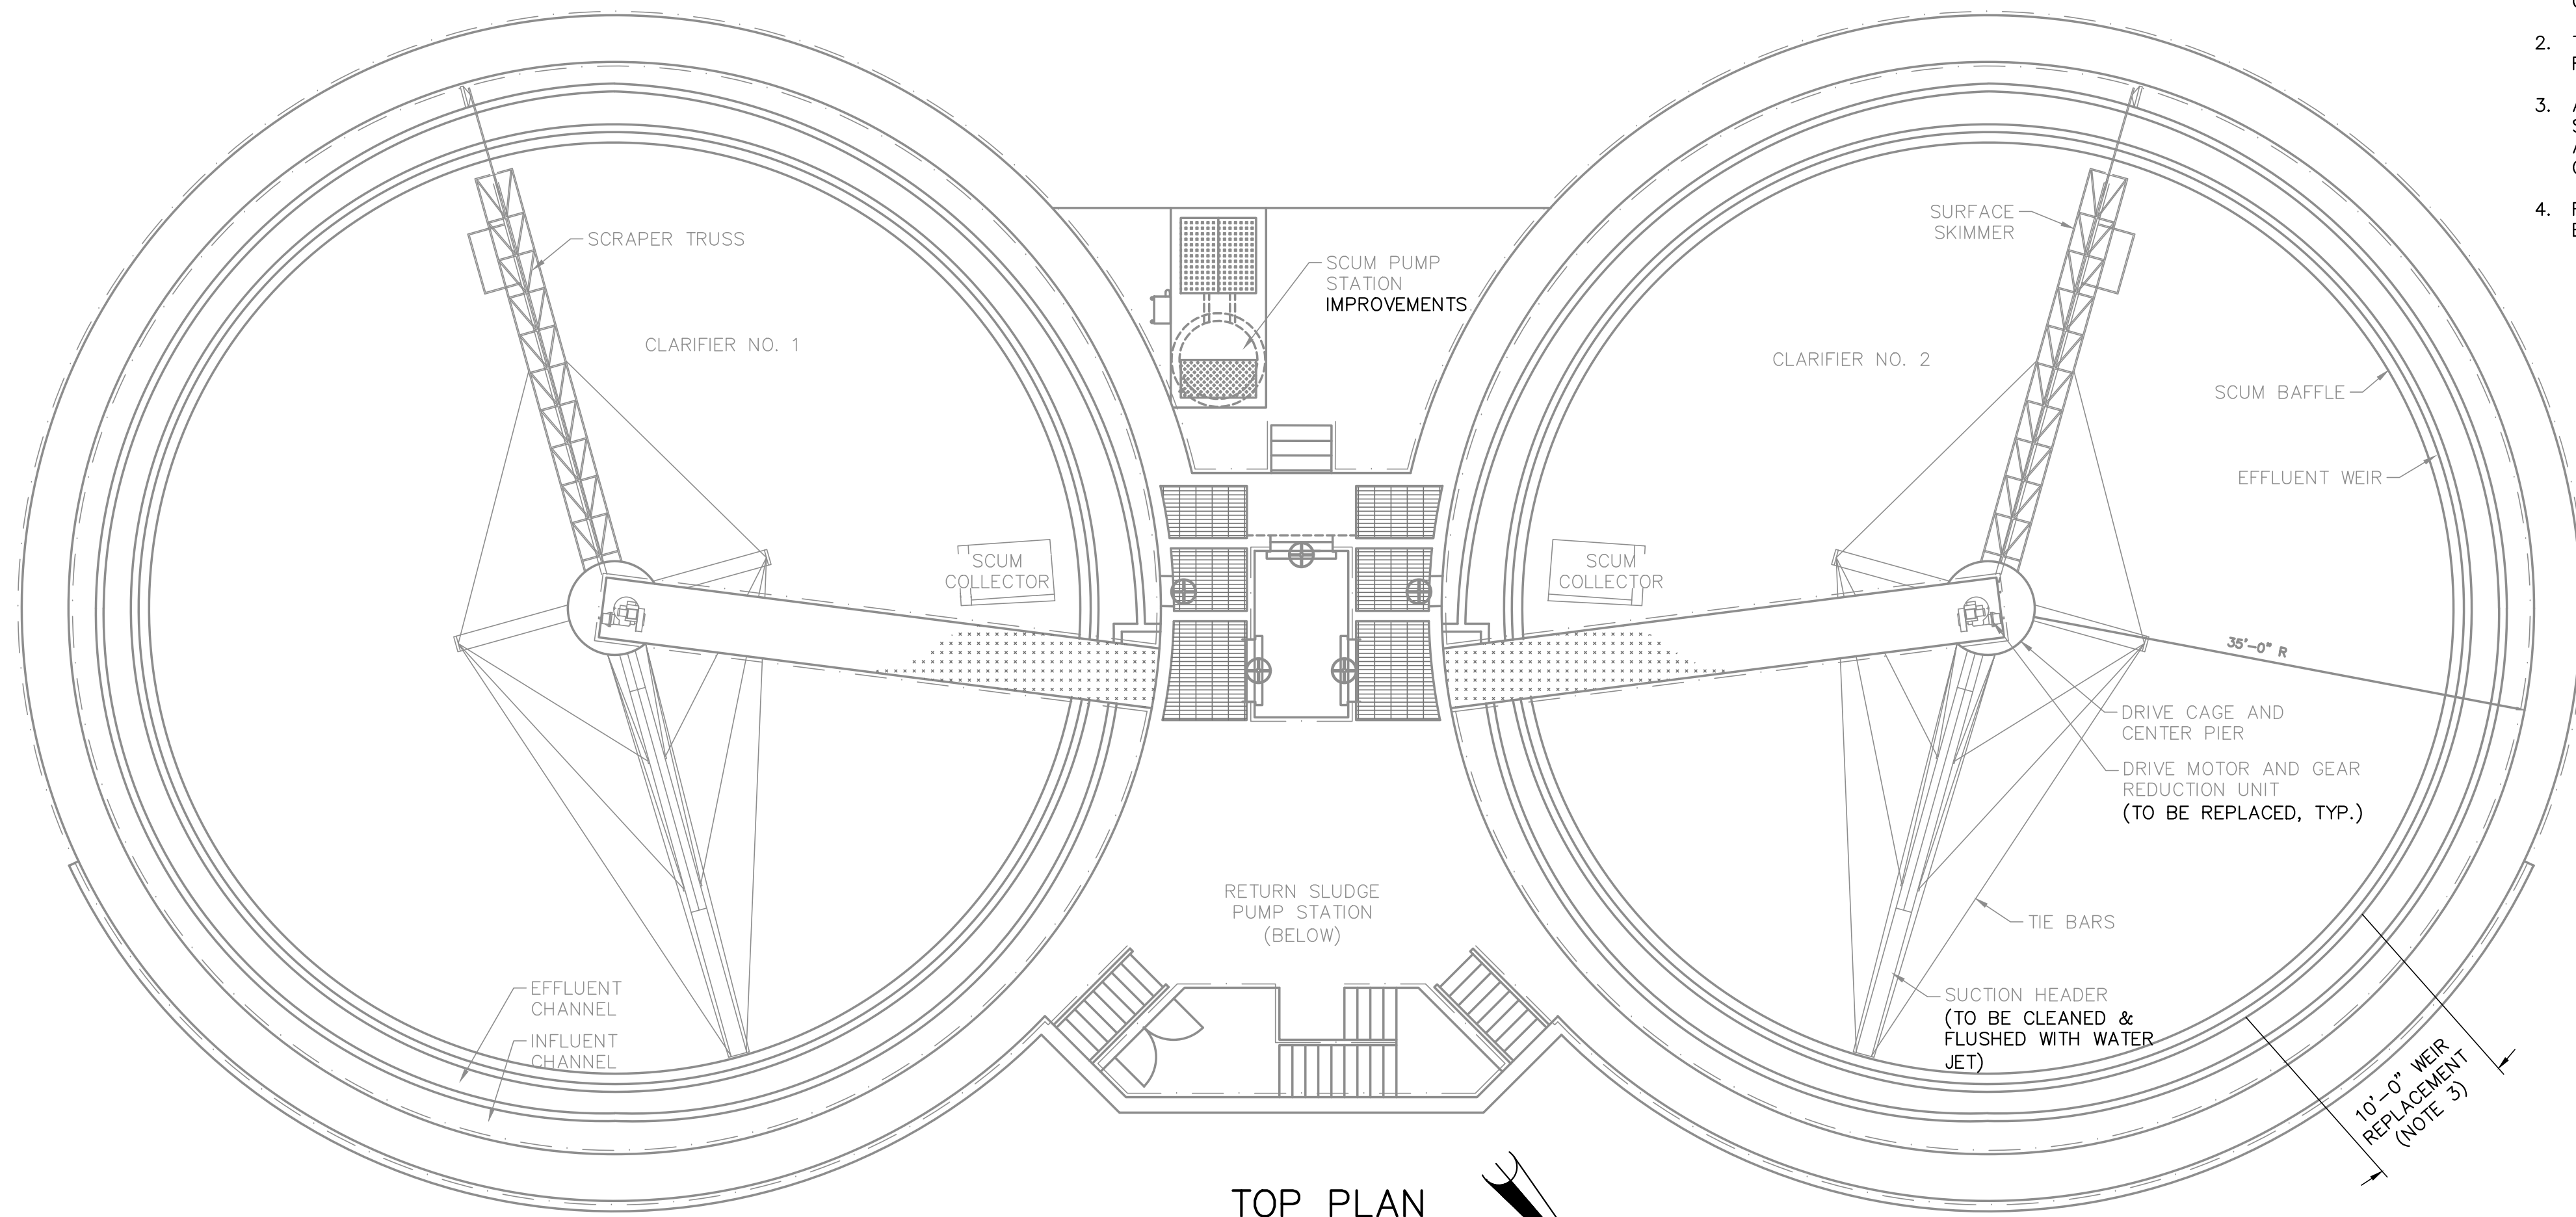 2.
3.
4.
SCRAPER TRUSS
CLARIFIER NO. 1
SCUM PUMP
STATION
IMPROVEMENTS
SURFACE
SKIMMER
CLARIFIER NO. 2
SCUM BAFFLE
EFFLUENT WEIR
SCUM
COLLECTOR
SCUM
COLLECTOR
35'-0" R
DRIVE CAGE AND
CENTER PIER
DRIVE MOTOR AND GEAR
REDUCTION UNIT
(TO BE REPLACED, TYP.)
RETURN SLUDGE
PUMP STATION
(BELOW)
TIE BARS
EFFLUENT
CHANNEL
INFLUENT
CHANNEL
SUCTION HEADER
(TO BE CLEANED &
FLUSHED WITH WATER
JET)
10'-0" WEIR
REPLACEMENT
(NOTE 3)
TOP PLAN